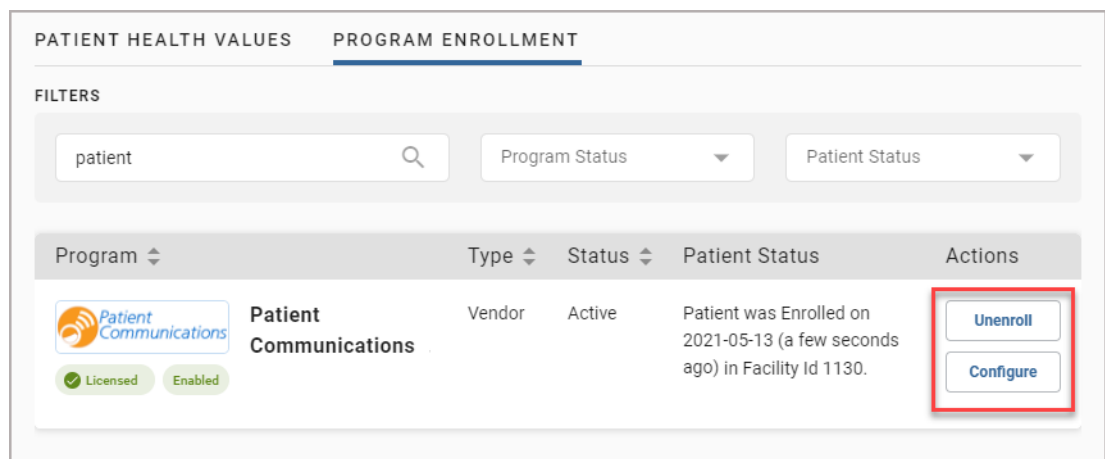 PATIENT HEALTH VALUES PROGRAM ENROLLMENT
FILTERS
patient Program Status Patient Status
Program Type Status Patient Status Actions
Patient
Communications
Licensed Enabled
Patient
Communications
Vendor
Active
Patient was Enrolled on
2021-05-13 (a few seconds
ago) in Facility Id 1130.
Unenroll
Configure